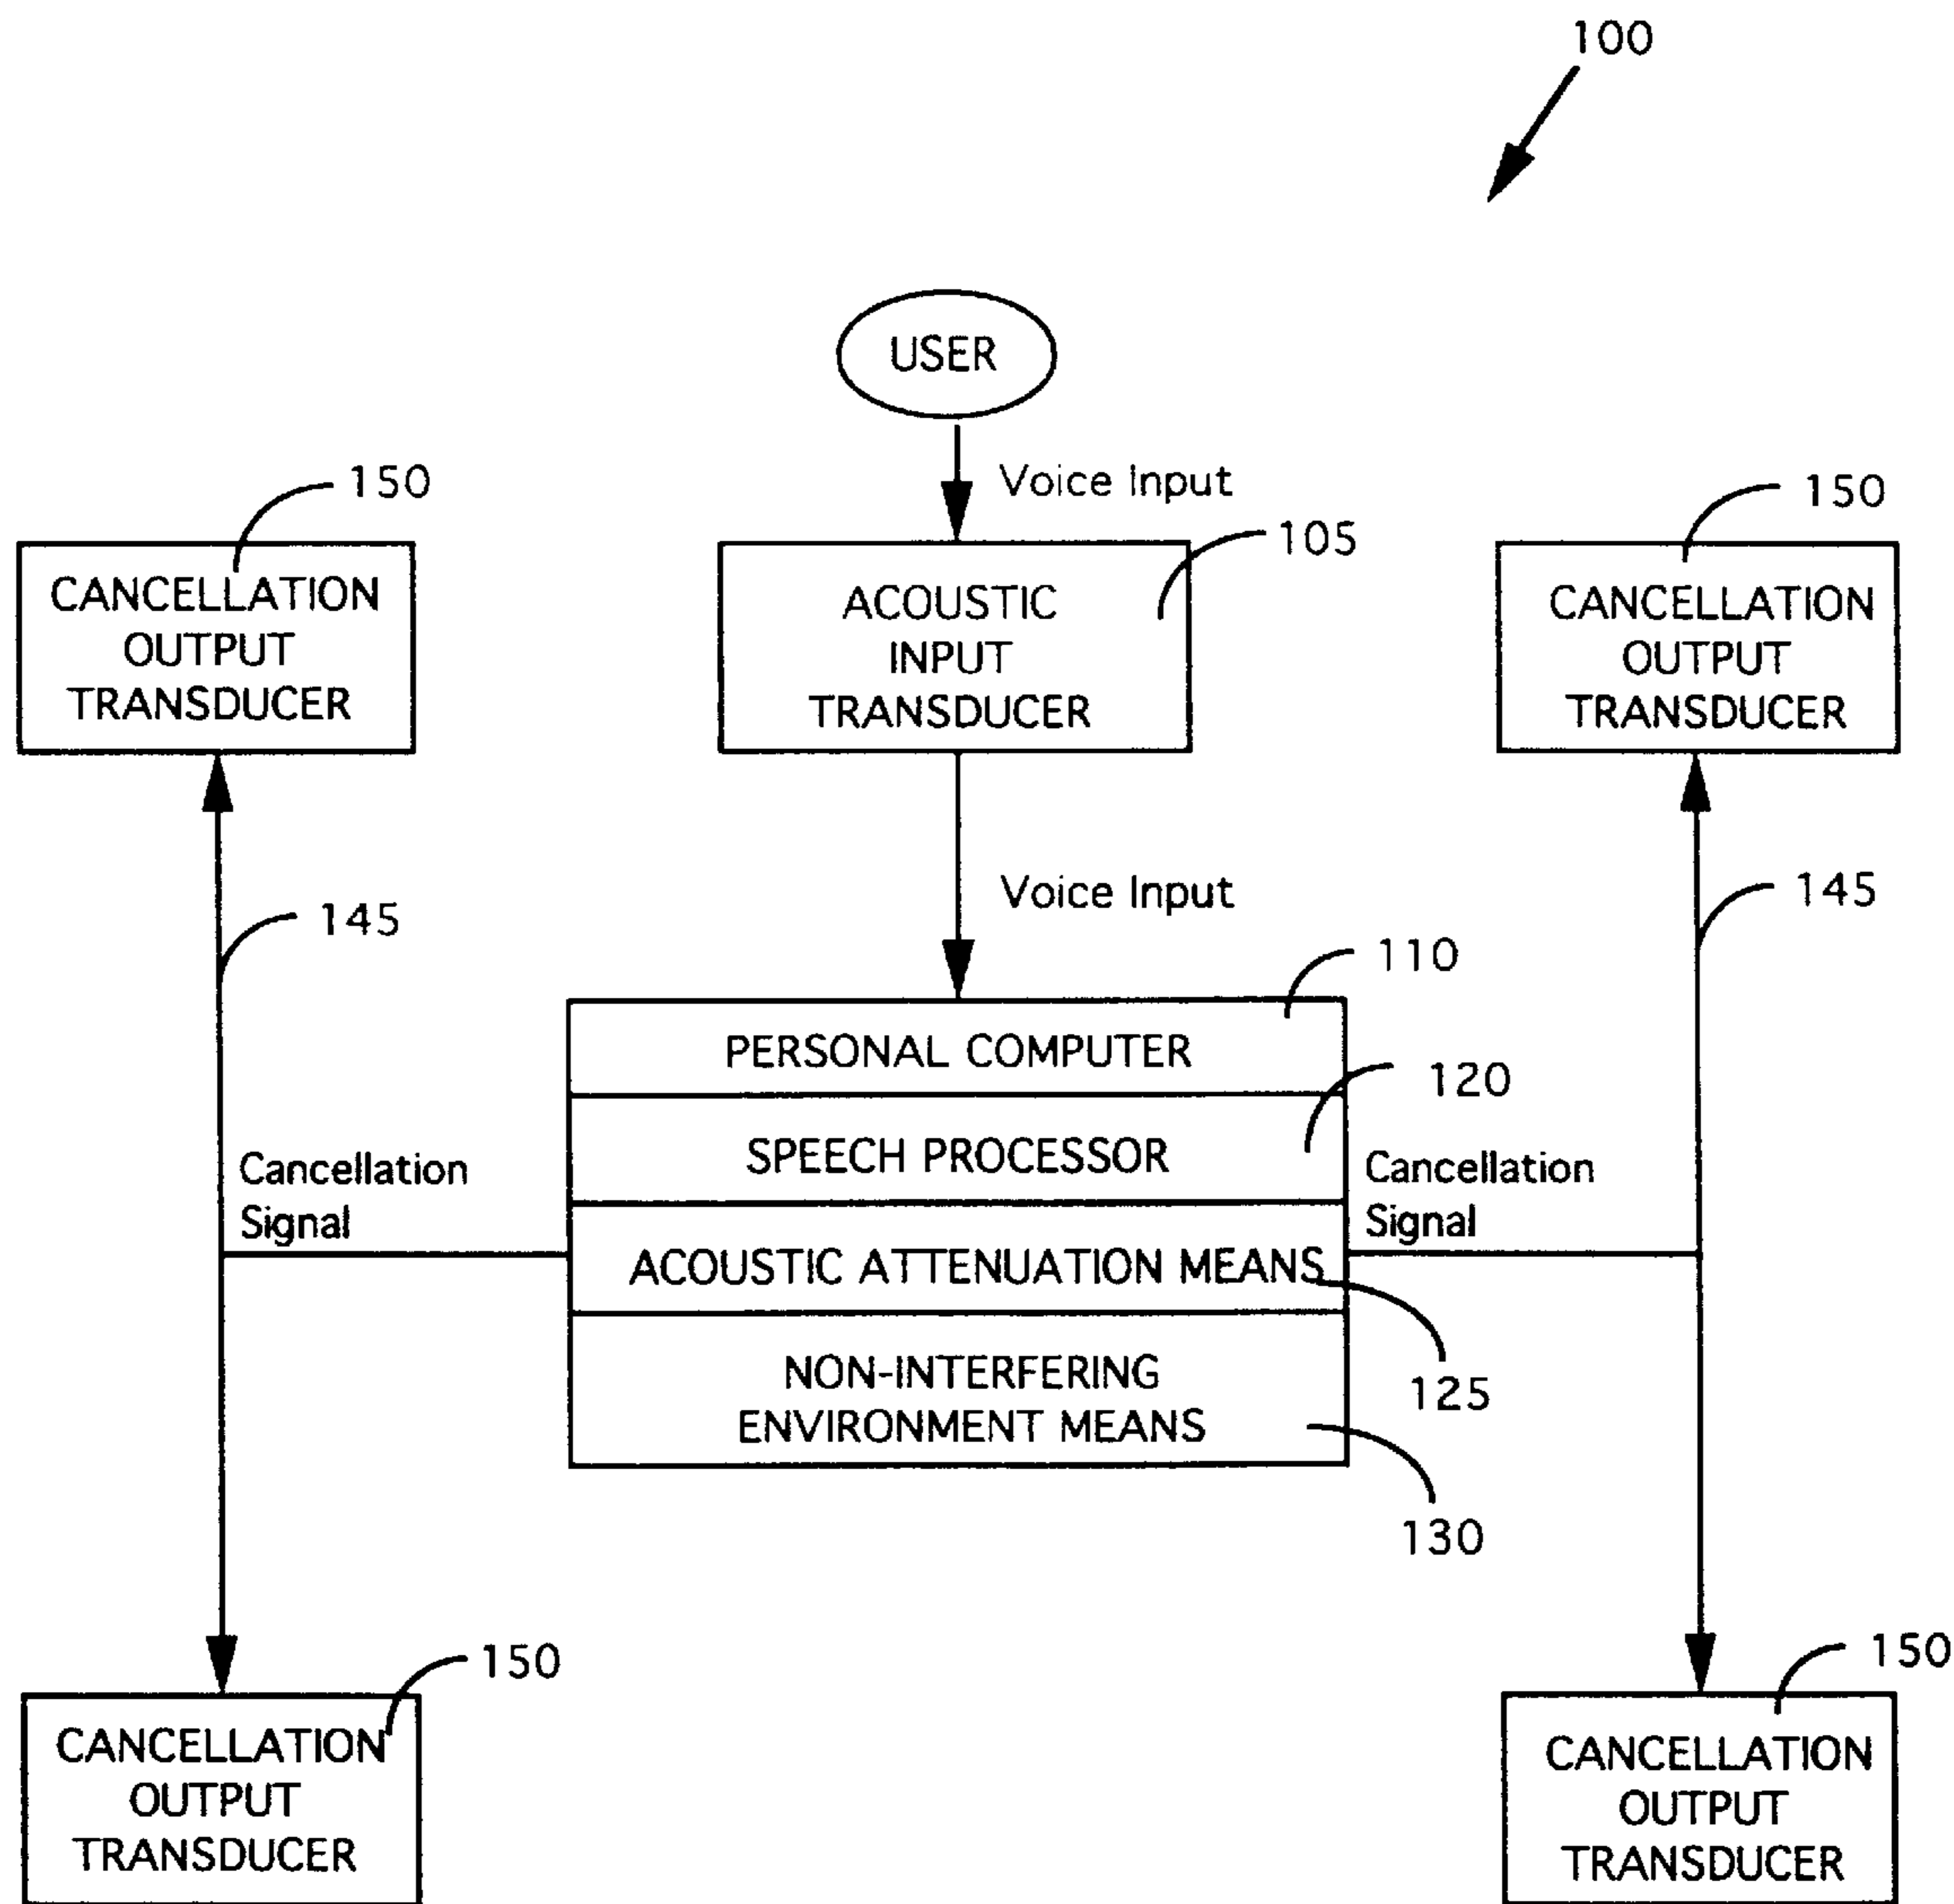 100
USER
Voice Input
150
CANCELLATION
OUTPUT
TRANSDUCER
105
ACOUSTIC
INPUT
TRANSDUCER
150
CANCELLATION
OUTPUT
TRANSDUCER
145
Voice Input
145
110
PERSONAL COMPUTER
120
SPEECH PROCESSOR
Cancellation
Signal
Cancellation
Signal
ACOUSTIC ATTENUATION MEANS
125
NON-INTERFERING
ENVIRONMENT MEANS
130
150
CANCELLATION
OUTPUT
TRANSDUCER
150
CANCELLATION
OUTPUT
TRANSDUCER